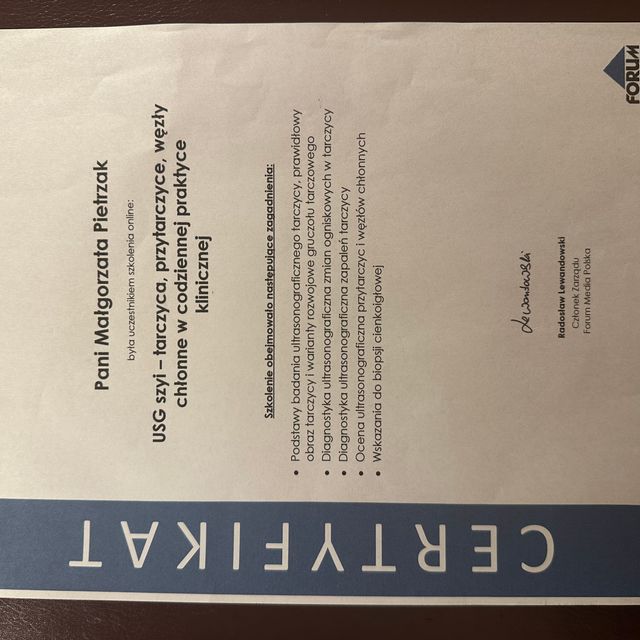 CERTYFIKAT
Pani Małgorzata Pietrzak
była uczestnikiem szkolenia online:
USG szyi – tarczyca, przytarczyce, węzły
chłonne w codziennej praktyce
klinicznej
Szkolenie obejmowało następujące zagadnienia:
• Podstawy badania ultrasonograficznego tarczycy, prawidłowy
obraz tarczycy i warianty rozwojowe gruczołu tarczowego
• Diagnostyka ultrasonograficzna zmian ogniskowych w tarczycy
• Diagnostyka ultrasonograficzna zapaleń tarczycy
• Ocena ultrasonograficzna przytarczyc i węzłów chłonnych
• Wskazania do biopsji cienkoigłowej
Lewandowski
Radosław Lewandowski
Członek Zarządu
Forum Media Polska
FORUM